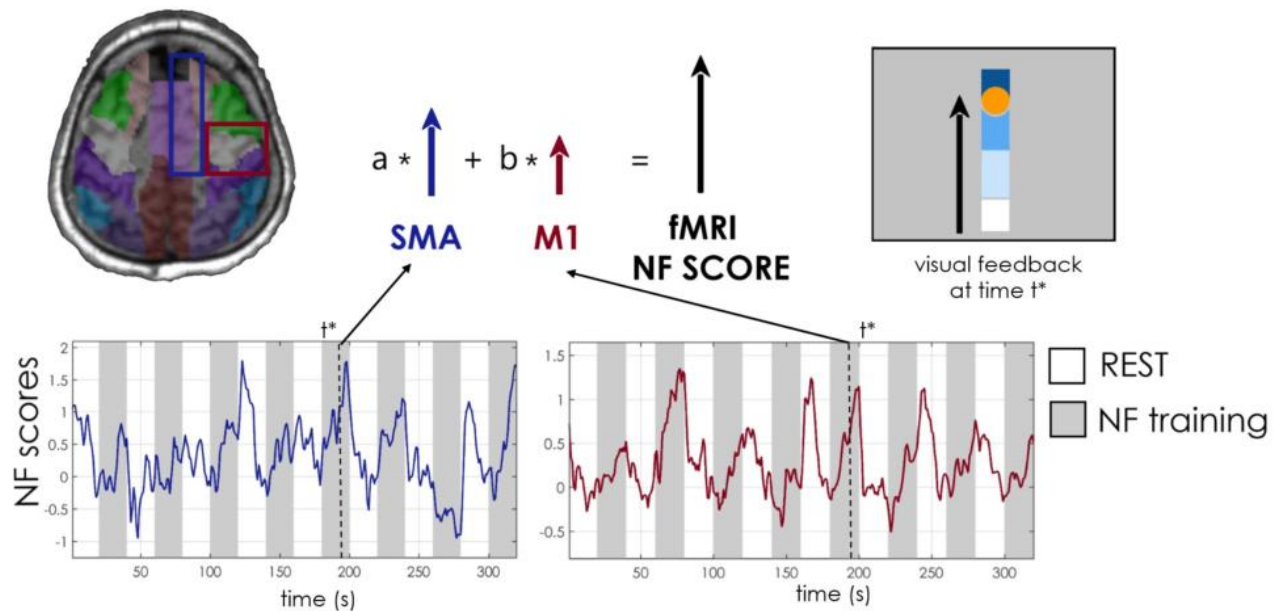 a * + b * =
SMA
M1
fMRI
NF SCORE
visual feedback
at time t*
t*
t*
NF scores
2
1.5
1
0.5
0
-0.5
-1
50
100
150
200
250
300
time (s)
1.5
1
0.5
0
-0.5
50
100
150
200
250
300
time (s)
REST
NF training